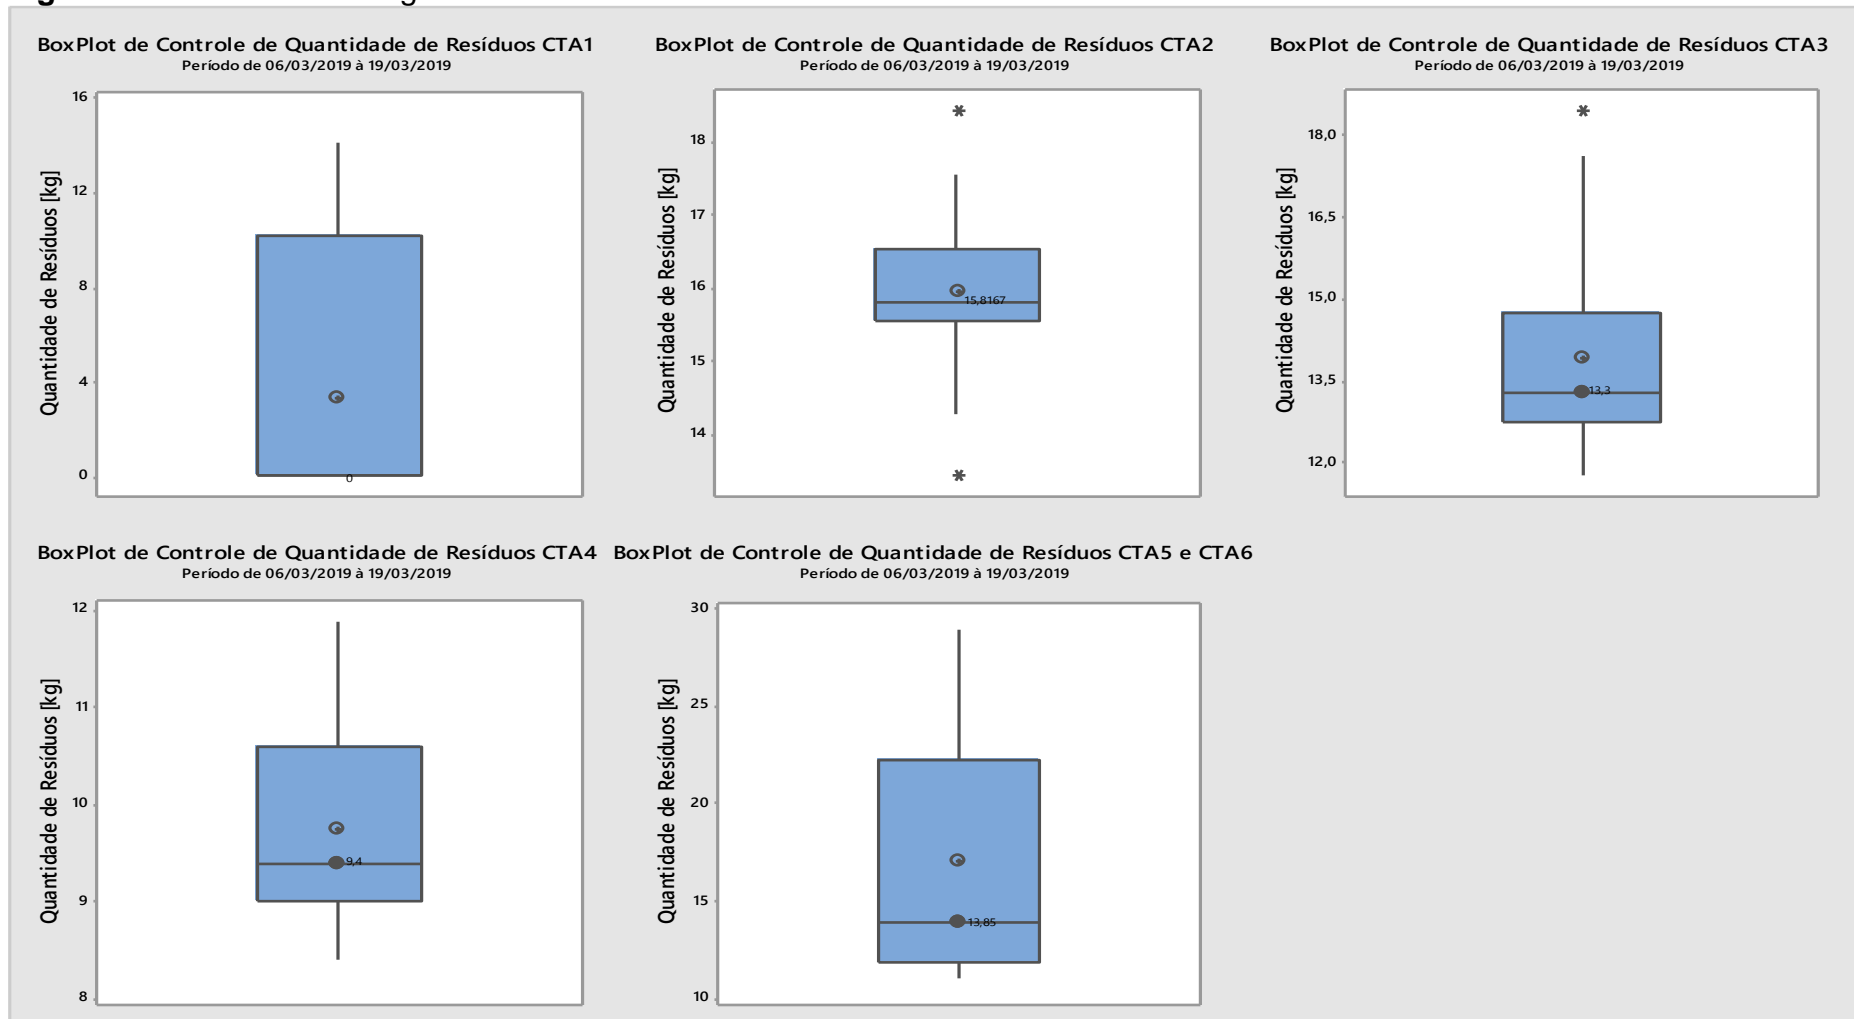 BoxPlot de Controle de Quantidade de Resíduos CTA1
Período de 06/03/2019 à 19/03/2019
Quantidade de Resíduos [kg]
16
12
8
4
0
0
BoxPlot de Controle de Quantidade de Resíduos CTA2
Período de 06/03/2019 à 19/03/2019
Quantidade de Resíduos [kg]
18
17
16
15
14
15,8167
BoxPlot de Controle de Quantidade de Resíduos CTA3
Período de 06/03/2019 à 19/03/2019
Quantidade de Resíduos [kg]
18,0
16,5
15,0
13,5
12,0
13,3
BoxPlot de Controle de Quantidade de Resíduos CTA4
Período de 06/03/2019 à 19/03/2019
Quantidade de Resíduos [kg]
12
11
10
9
8
9,4
BoxPlot de Controle de Quantidade de Resíduos CTA5 e CTA6
Período de 06/03/2019 à 19/03/2019
Quantidade de Resíduos [kg]
30
25
20
15
10
13,85